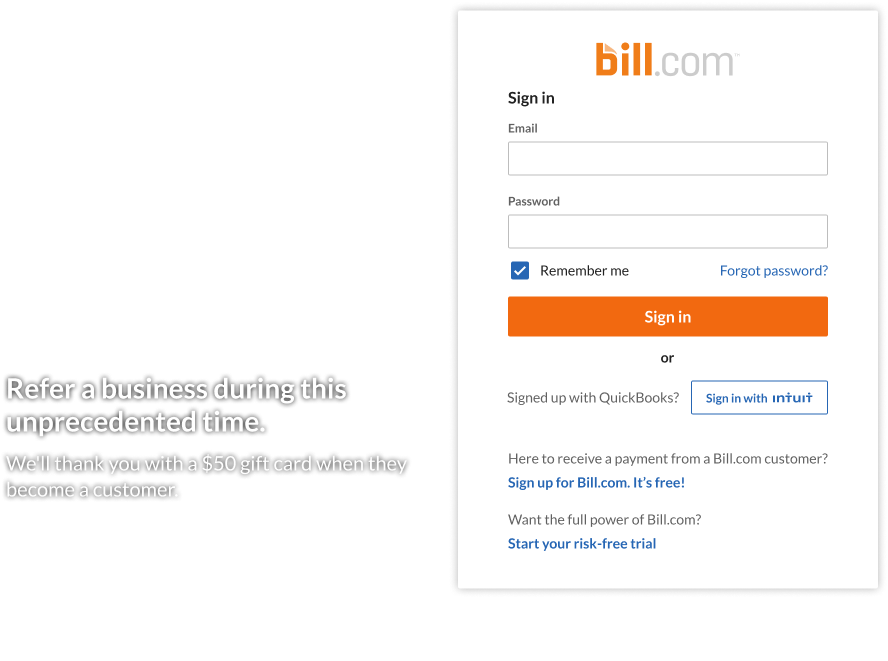 bill.com™
Sign in
Email
Password
Remember me
Forgot password?
Sign in
or
Signed up with QuickBooks?
Sign in with intuit
Here to receive a payment from a Bill.com customer?
Sign up for Bill.com. It's free!
Want the full power of Bill.com?
Start your risk-free trial
Refer a business during this
unprecedented time.
We'll thank you with a $50 gift card when they
become a customer.